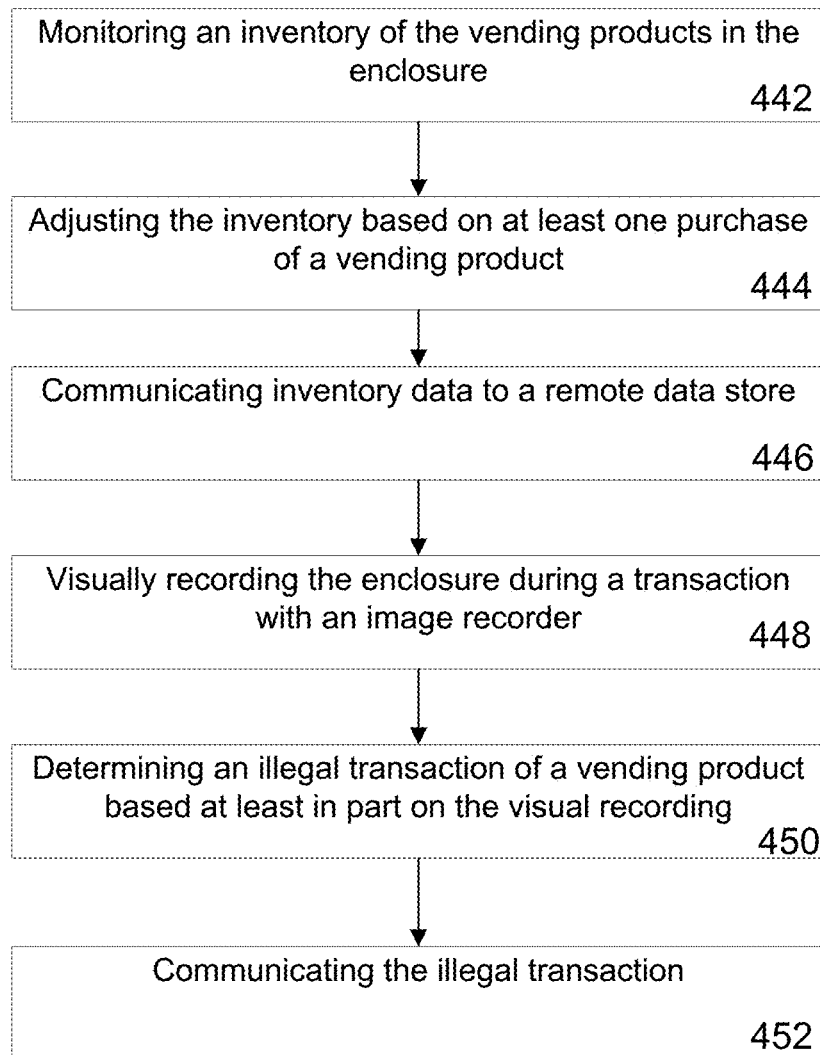 Monitoring an inventory of the vending products in the
enclosure
442
Adjusting the inventory based on at least one purchase
of a vending product
444
Communicating inventory data to a remote data store
446
Visually recording the enclosure during a transaction
with an image recorder
448
Determining an illegal transaction of a vending product
based at least in part on the visual recording
450
Communicating the illegal transaction
452